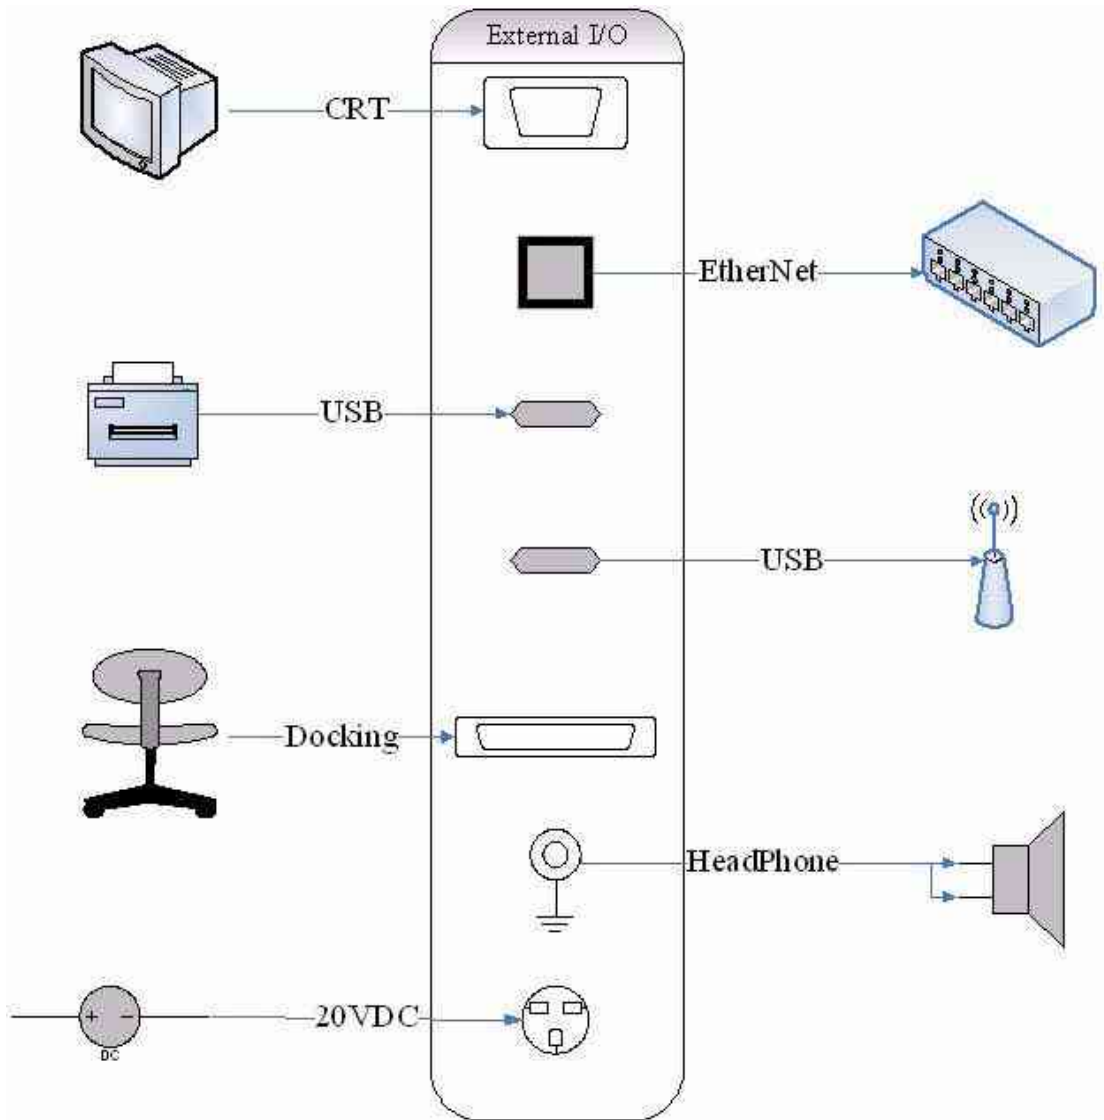 External I/O
CRT
EtherNet
USB
USB
Docking
HeadPhone
20VDC
+ -
DC